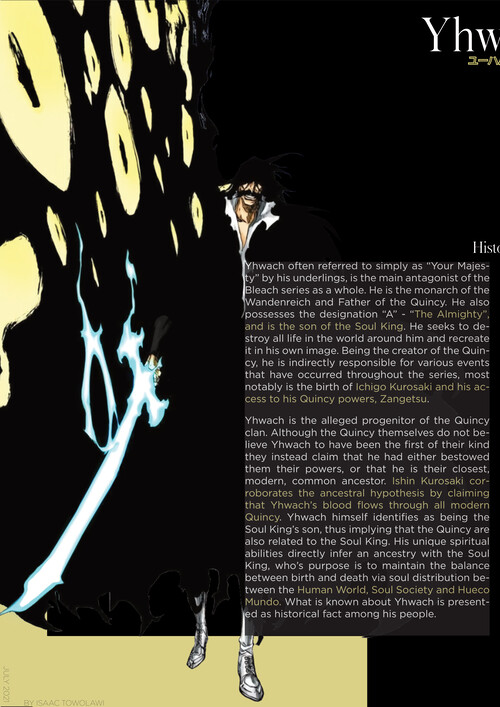 Yhw
ユーハ
Histo
Yhwach often referred to simply as “Your Majes-
ty” by his underlings, is the main antagonist of the
Bleach series as a whole. He is the monarch of the
Wandenreich and Father of the Quincy. He also
possesses the designation “A” - “The Almighty”,
and is the son of the Soul King. He seeks to de-
stroy all life in the world around him and recreate
it in his own image. Being the creator of the Quin-
cy, he is indirectly responsible for various events
that have occurred throughout the series, most
notably is the birth of Ichigo Kurosaki and his ac-
cess to his Quincy powers, Zangetsu.
Yhwach is the alleged progenitor of the Quincy
clan. Although the Quincy themselves do not be-
lieve Yhwach to have been the first of their kind
they instead claim that he had either bestowed
them their powers, or that he is their closest,
modern, common ancestor. Ishin Kurosaki cor-
roborates the ancestral hypothesis by claiming
that Yhwach’s blood flows through all modern
Quincy. Yhwach himself identifies as being the
Soul King’s son, thus implying that the Quincy are
also related to the Soul King. His unique spiritual
abilities directly infer an ancestry with the Soul
King, who’s purpose is to maintain the balance
between birth and death via soul distribution be-
tween the Human World, Soul Society and Hueco
Mundo. What is known about Yhwach is present-
ed as historical fact among his people.
JULY 2021
BY ISAAC TOWOLAWI